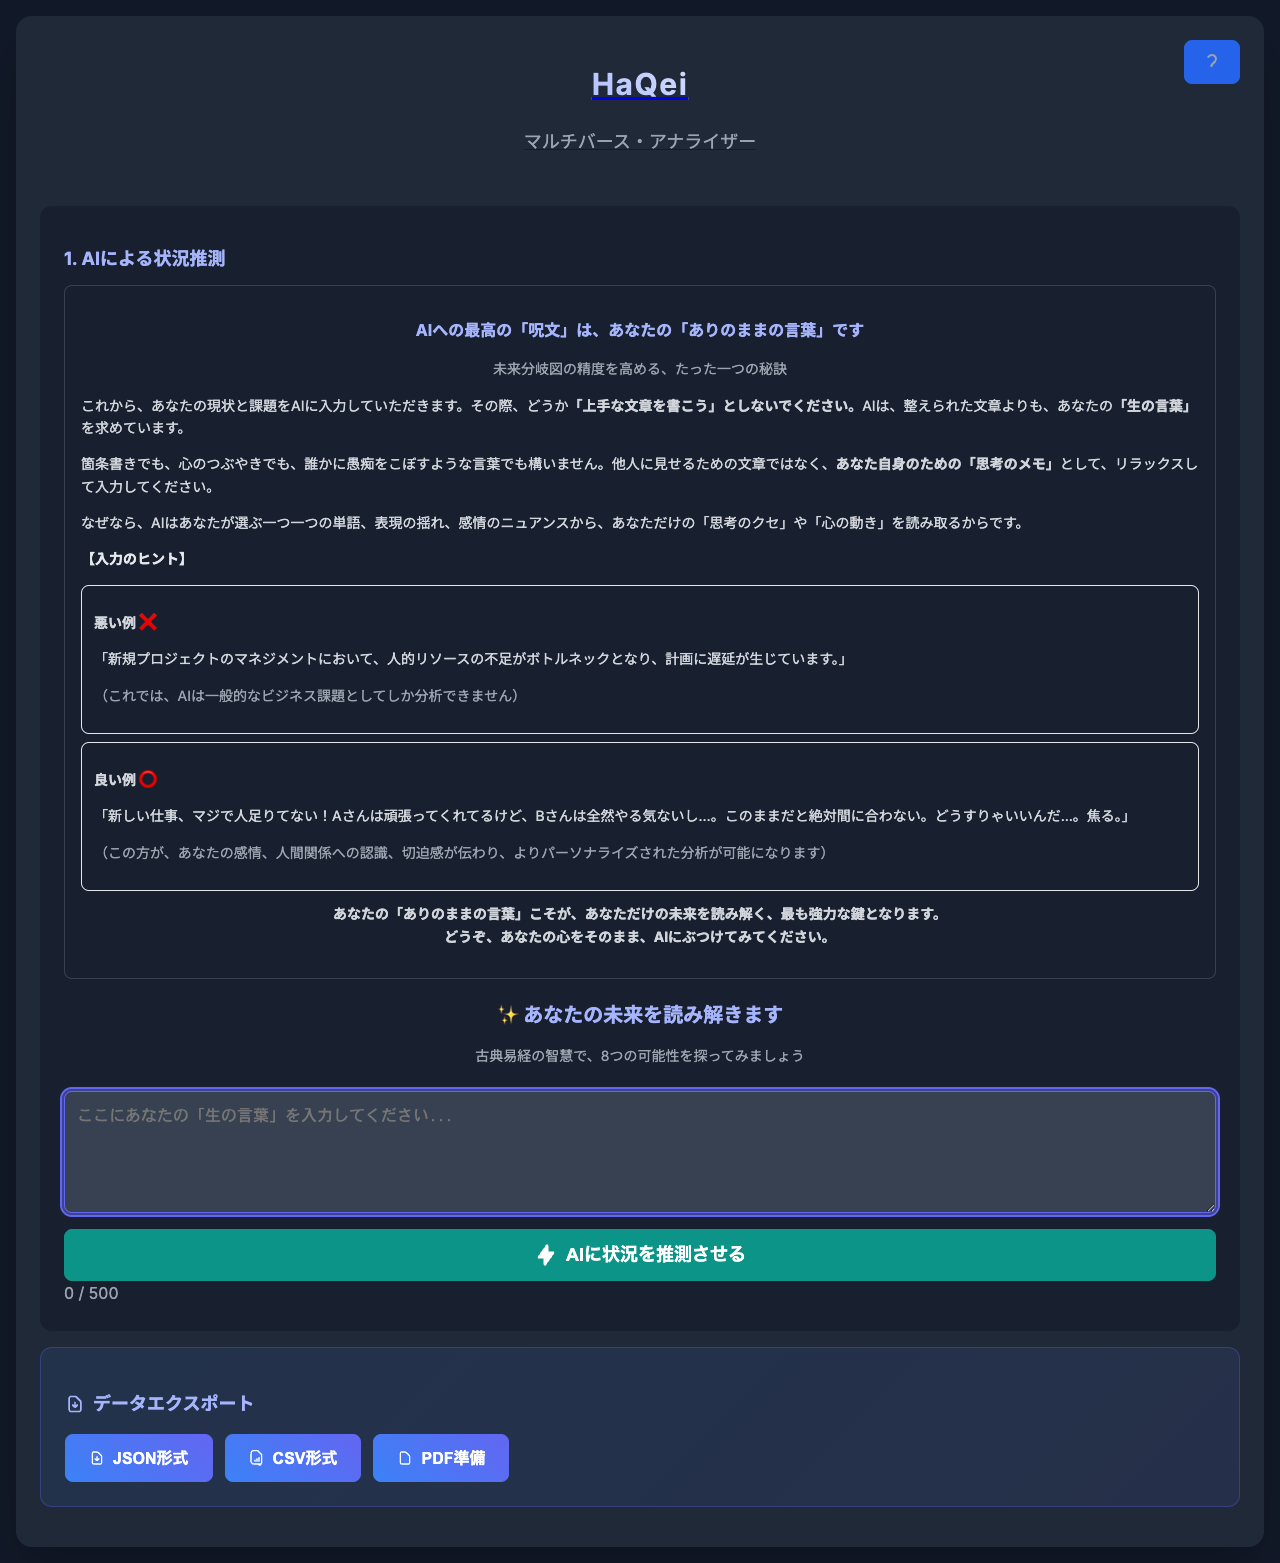 HaQei
?
マルチバース・アナライザー
1. AIによる状況推測
AIへの最高の「呪文」は、あなたの「ありのままの言葉」です
未来分岐図の精度を高める、たった一つの秘訣
これから、あなたの現状と課題をAIに入力していただきます。その際、どうか「上手な文章を書こう」としないでください。AIは、整えられた文章よりも、あなたの「生の言葉」
を求めています。
箇条書きでも、心のつぶやきでも、誰かに愚痴をこぼすような言葉でも構いません。他人に見せるための文章ではなく、あなた自身のための「思考のメモ」として、リラックスし
て入力してください。
なぜなら、AIはあなたが選ぶ一つ一つの単語、表現の揺れ、感情のニュアンスから、あなただけの「思考のクセ」や「心の動き」を読み取るからです。
【入力のヒント】
悪い例 ❌
「新規プロジェクトのマネジメントにおいて、人的リソースの不足がボトルネックとなり、計画に遅延が生じています。」
（これでは、AIは一般的なビジネス課題としてしか分析できません）
良い例 ⭕
「新しい仕事、マジで人足りてない！Aさんは頑張ってくれてるけど、Bさんは全然やる気ないし…。このままだと絶対間に合わない。どうすりゃいいんだ…。焦る。」
（この方が、あなたの感情、人間関係への認識、切迫感が伝わり、よりパーソナライズされた分析が可能になります）
あなたの「ありのままの言葉」こそが、あなただけの未来を読み解く、最も強力な鍵となります。
どうぞ、あなたの心をそのまま、AIにぶつけてみてください。
✨ あなたの未来を読み解きます
古典易経の智慧で、8つの可能性を探ってみましょう
ここにあなたの「生の言葉」を入力してください...
AIに状況を推測させる
0 / 500
データエクスポート
JSON形式
CSV形式
PDF準備